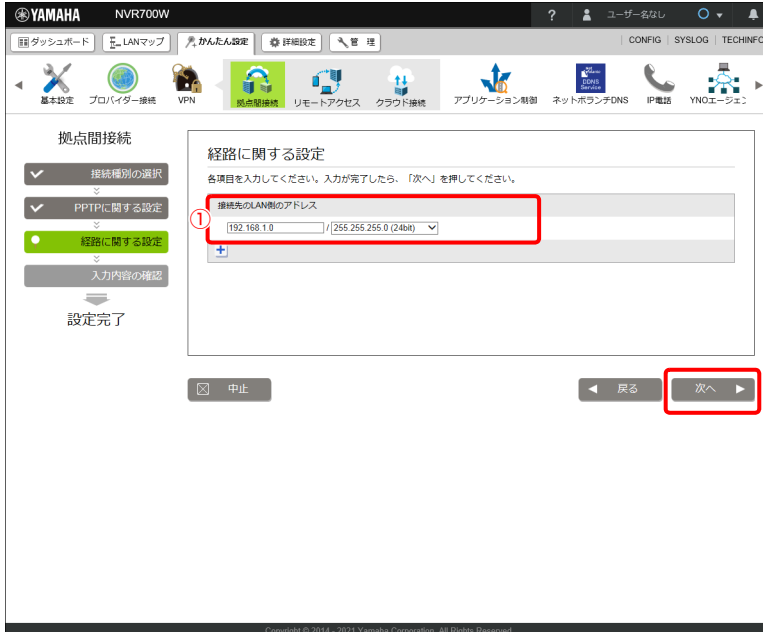 YAMAHA NVR700W ? ユーザー名なし
ダッシュボード LANマップ かんたん設定 詳細設定 管 理 CONFIG SYSLOG TECHINFO
基本設定 プロバイダー接続 VPN 拠点間接続 リモートアクセス クラウド接続 アプリケーション制御 ネットボランチDNS IP電話 YNOエージェ
DDNS
Service
拠点間接続
接続種別の選択
PPTPに関する設定
経路に関する設定
入力内容の確認
設定完了
経路に関する設定
各項目を入力してください。入力が完了したら、「次へ」を押してください。
①
接続先のLAN側のアドレス
192.168.1.0 / 255.255.255.0 (24bit)
中止 戻る 次へ
Copyright © 2014 - 2021 Yamaha Corporation. All Rights Reserved.